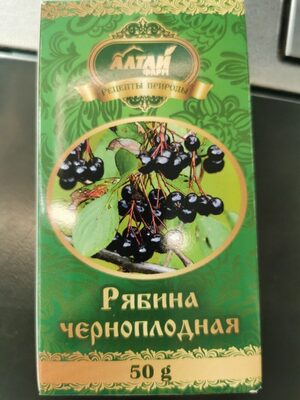 АЛТАЙ
ФАРМ
РЕЦЕПТЫ ПРИРОДЫ
РЯБИНА
ЧЕРНОПЛОДНАЯ
50 g